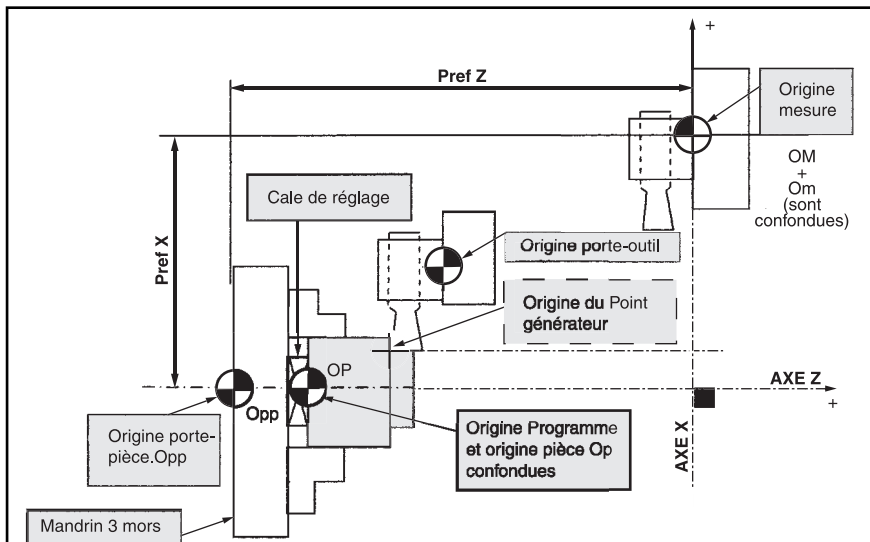 +
Pref Z
Origine
mesure
OM
+
Om
(sont
confondues)
Cale de réglage
Pref X
Origine porte-outil
Origine du Point
générateur
OP
AXE Z
+
Opp
Origine porte-
pièce.Opp
Origine Programme
et origine pièce Op
confondues
AXE X
Mandrin 3 mors